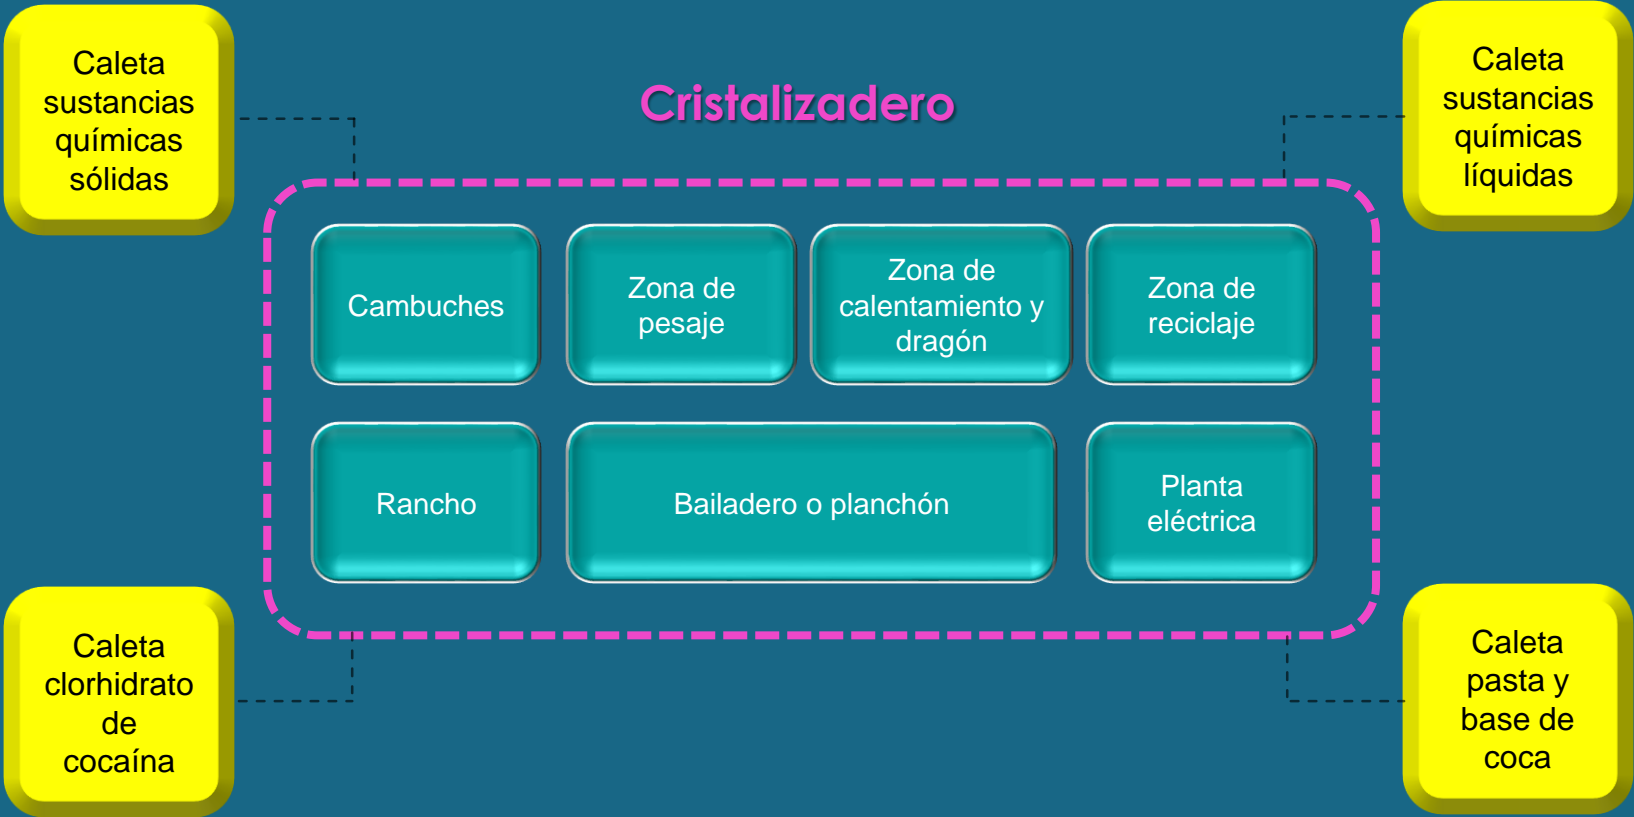 Caleta
sustancias
químicas
sólidas
Cristalizadero
Caleta
sustancias
químicas
líquidas
Cambuches
Zona de
pesaje
Zona de
calentamiento y
dragón
Zona de
reciclaje
Rancho
Bailadero o planchón
Planta
eléctrica
Caleta
clorhidrato
de
cocaína
Caleta
pasta y
base de
coca